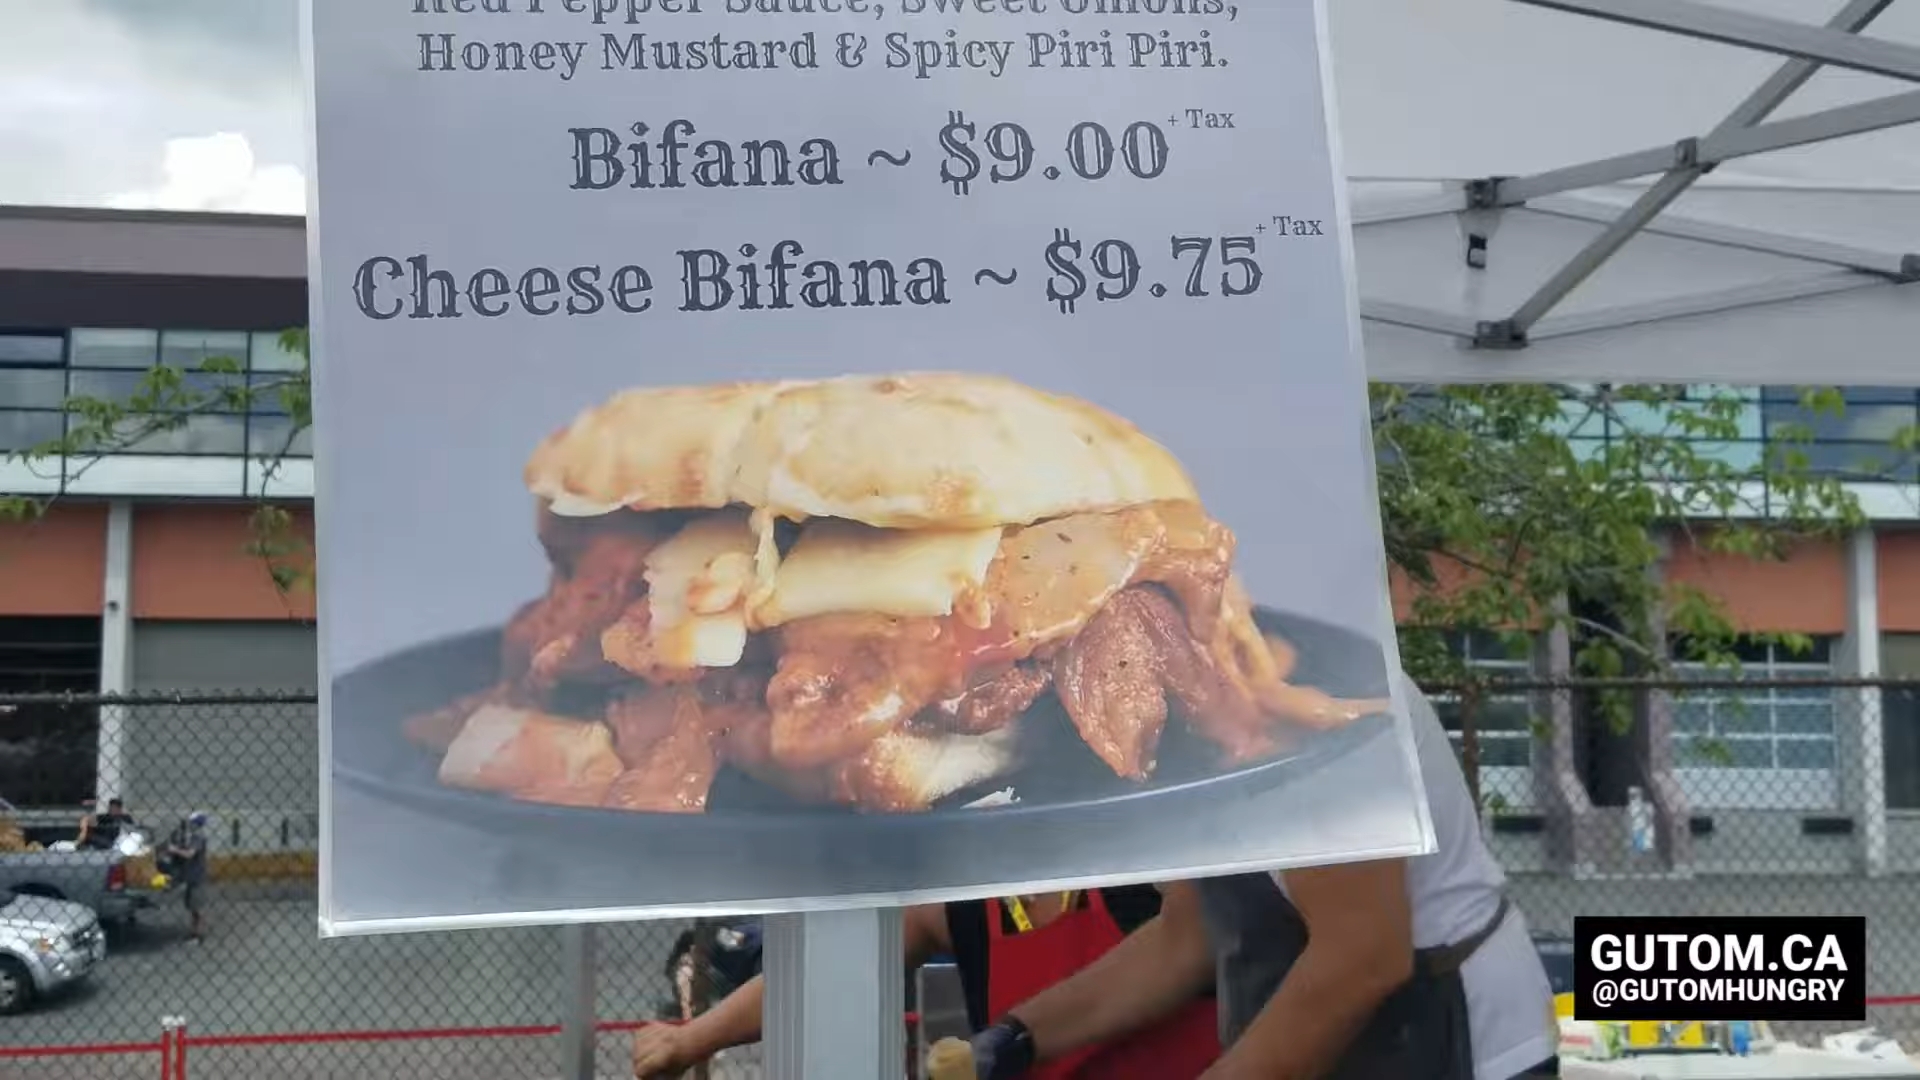 Red Pepper Sauce, Sweet Onions,
Honey Mustard & Spicy Piri Piri.
Bifana ~ $9.00 + Tax
Cheese Bifana ~ $9.75 + Tax
GUTOM.CA
@GUTOMHUNGRY